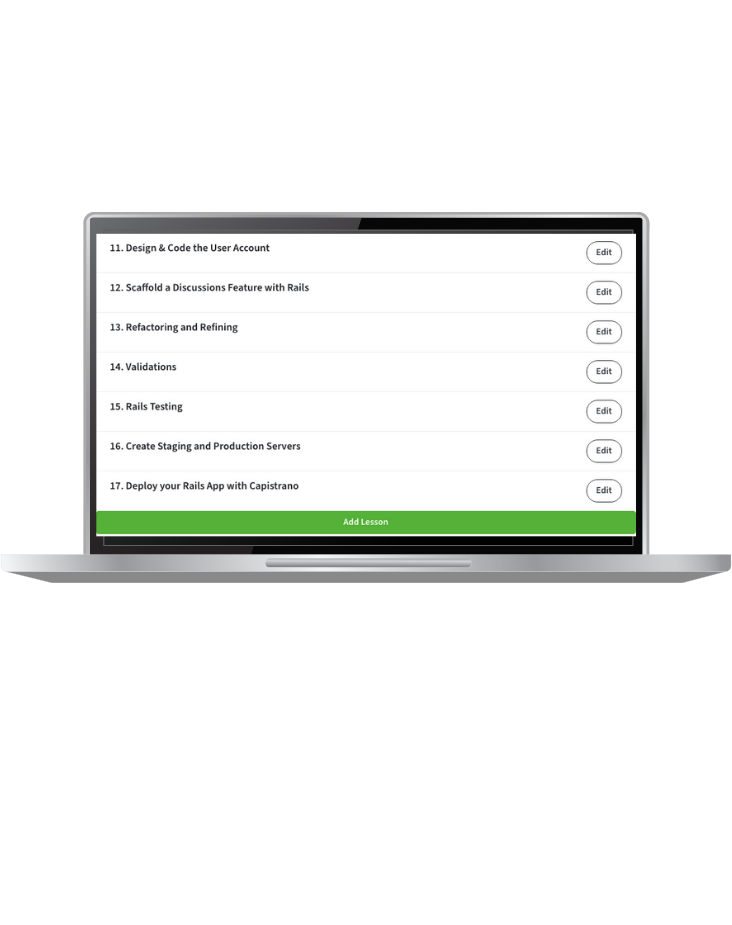 11. Design & Code the User Account
Edit
12. Scaffold a Discussions Feature with Rails
Edit
13. Refactoring and Refining
Edit
14. Validations
Edit
15. Rails Testing
Edit
16. Create Staging and Production Servers
Edit
17. Deploy your Rails App with Capistrano
Edit
Add Lesson